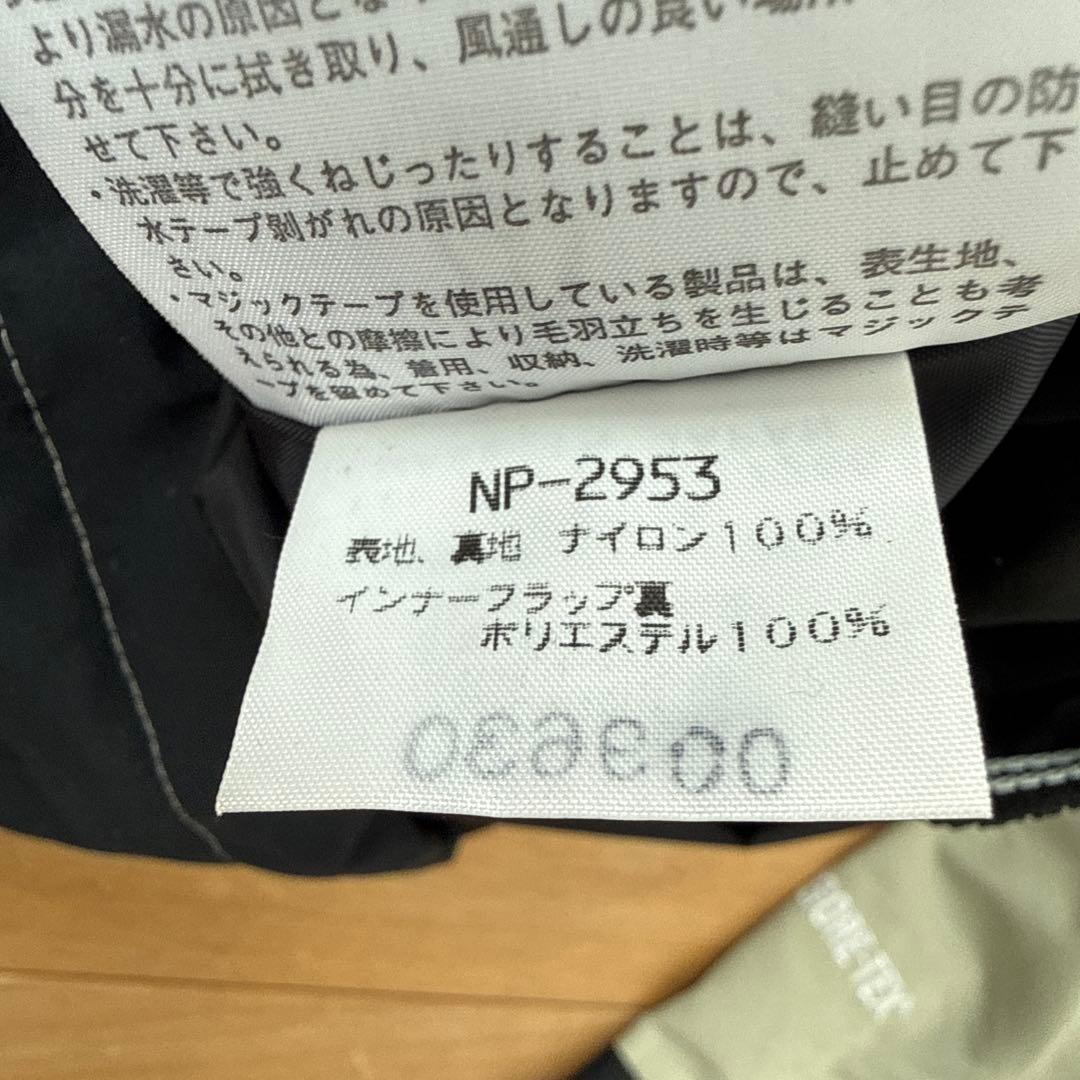 より漏水の原因とな
分を十分に拭き取り、風通しの良い場所
せて下さい。
・洗濯等で強くねじったりすることは、縫い目の防
水テープ剥がれの原因となりますので、止めて下
さい。
・マジックテープを使用している製品は、表生地、
その他との摩擦により毛羽立ちを生じることも考
えられる為、着用、収納、洗濯時等はマジックテ
ープを留めて下さい。
NP-2953
表地、裏地 ナイロン100%
インナーフラップ裏
ポリエステル100%
GORE-TEX